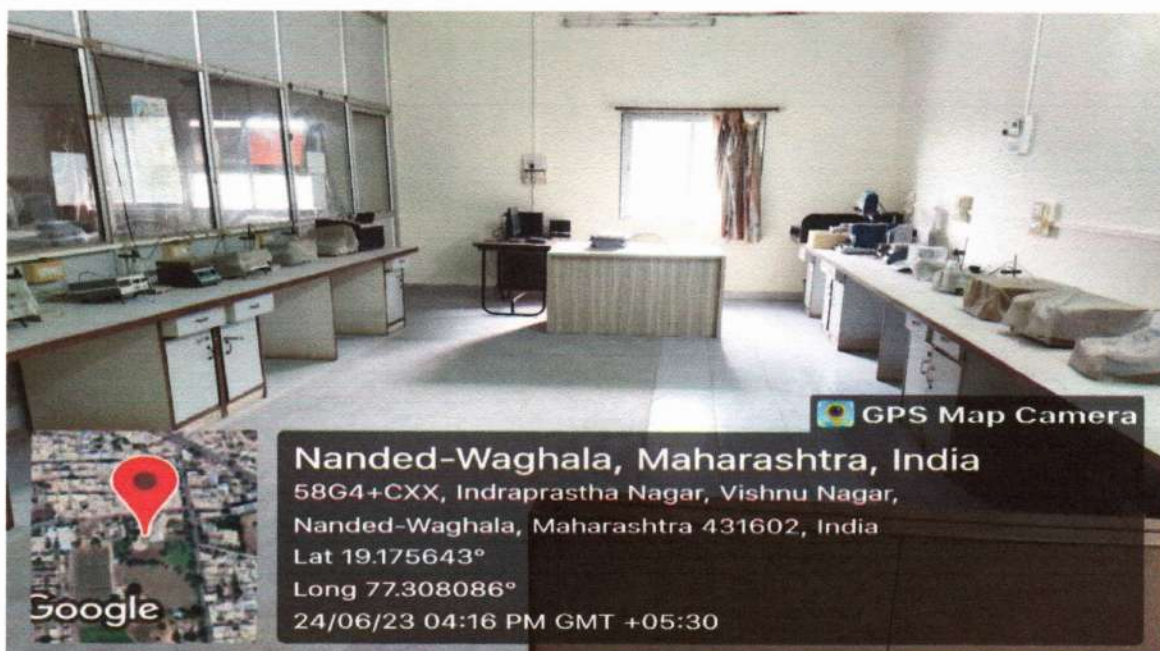 GPS Map Camera
Nanded-Waghala, Maharashtra, India
58G4+CXX, Indraprastha Nagar, Vishnu Nagar,
Nanded-Waghala, Maharashtra 431602, India
Lat 19.175643°
Long 77.308086°
24/06/23 04:16 PM GMT +05:30
Google